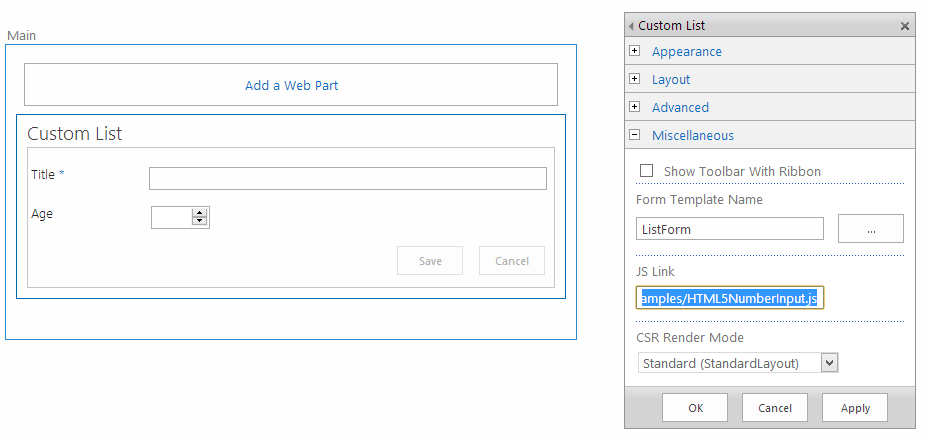 Main
Add a Web Part
Custom List
Title *
Age
Save Cancel
Custom List
Appearance
Layout
Advanced
Miscellaneous
Show Toolbar With Ribbon
Form Template Name
ListForm ...
JS Link
amples/HTML5NumberInput.js
CSR Render Mode
Standard (StandardLayout)
OK Cancel Apply